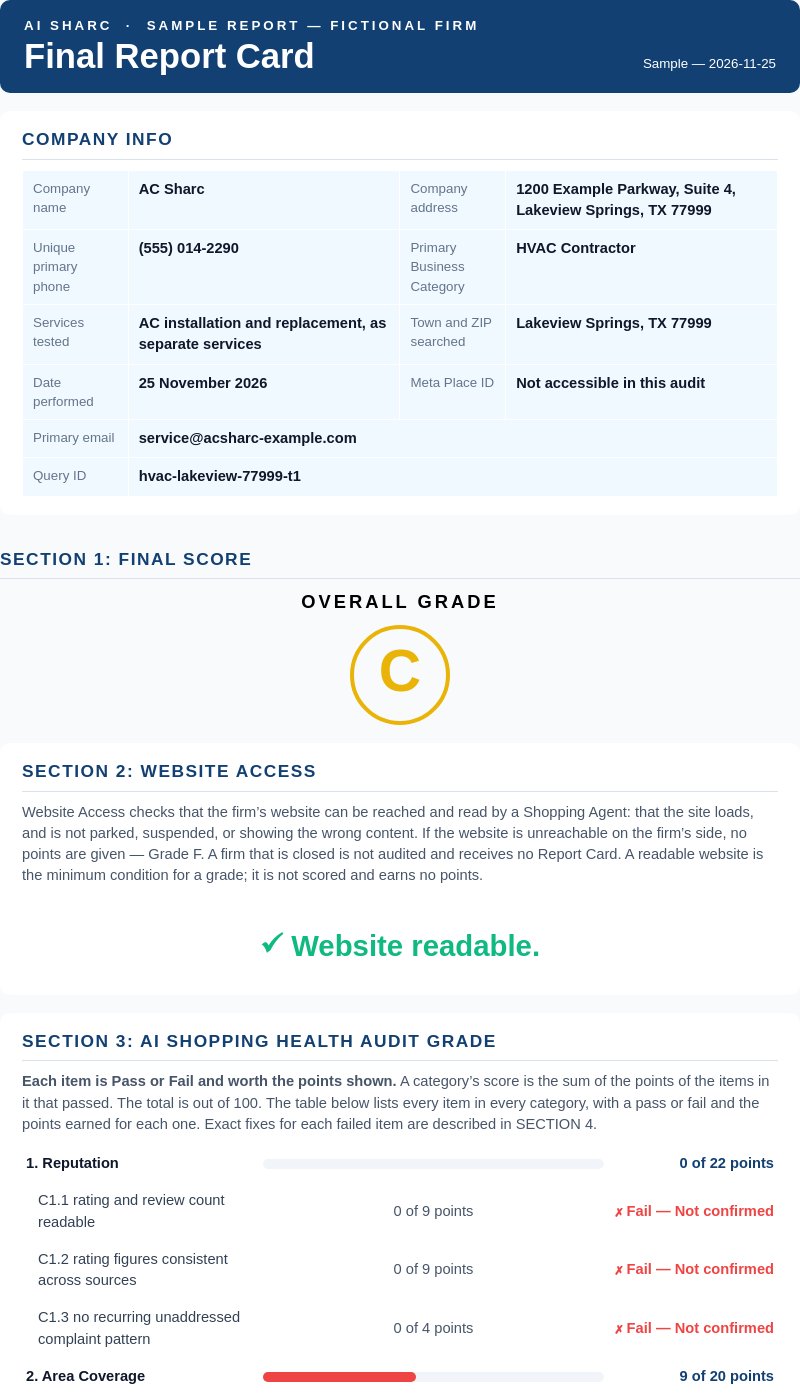 AI SHARC · SAMPLE REPORT — FICTIONAL FIRM
Final Report Card
Sample — 2026-11-25
COMPANY INFO
Company name
AC Sharc
Company address
1200 Example Parkway, Suite 4, Lakeview Springs, TX 77999
Unique primary phone
(555) 014-2290
Primary Business Category
HVAC Contractor
Services tested
AC installation and replacement, as separate services
Town and ZIP searched
Lakeview Springs, TX 77999
Date performed
25 November 2026
Meta Place ID
Not accessible in this audit
Primary email
service@acsharc-example.com
Query ID
hvac-lakeview-77999-t1
SECTION 1: FINAL SCORE
OVERALL GRADE
C
SECTION 2: WEBSITE ACCESS
Website Access checks that the firm’s website can be reached and read by a Shopping Agent: that the site loads,
and is not parked, suspended, or showing the wrong content. If the website is unreachable on the firm’s side, no
points are given — Grade F. A firm that is closed is not audited and receives no Report Card. A readable website is
the minimum condition for a grade; it is not scored and earns no points.
✓ Website readable.
SECTION 3: AI SHOPPING HEALTH AUDIT GRADE
Each item is Pass or Fail and worth the points shown. A category’s score is the sum of the points of the items in
it that passed. The total is out of 100. The table below lists every item in every category, with a pass or fail and the
points earned for each one. Exact fixes for each failed item are described in SECTION 4.
1. Reputation
0 of 22 points
C1.1 rating and review count readable
0 of 9 points
✗ Fail — Not confirmed
C1.2 rating figures consistent across sources
0 of 9 points
✗ Fail — Not confirmed
C1.3 no recurring unaddressed complaint pattern
0 of 4 points
✗ Fail — Not confirmed
2. Area Coverage
9 of 20 points